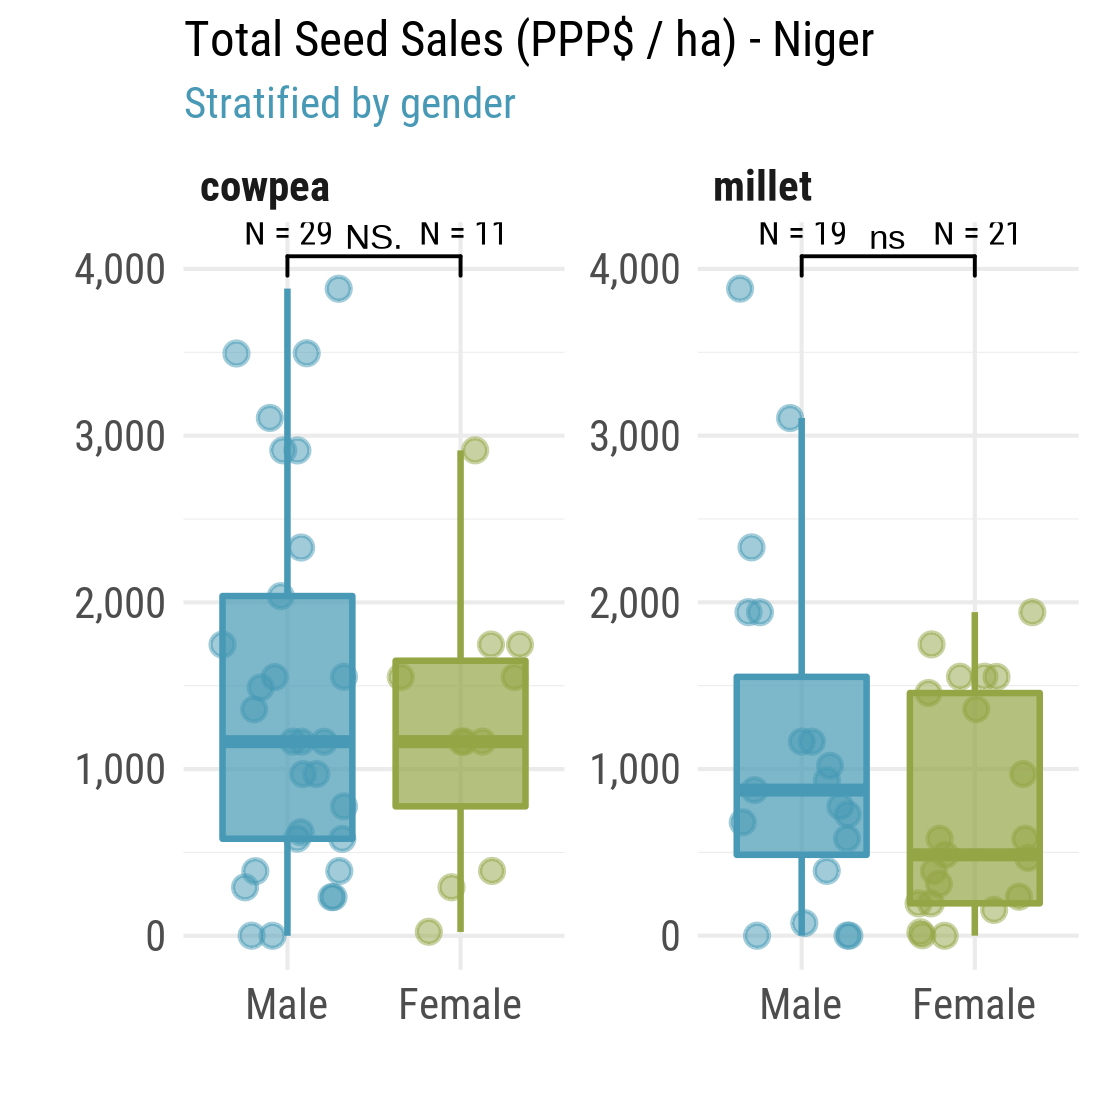 Total Seed Sales (PPP$ / ha) - Niger
Stratified by gender
cowpea
millet
N = 29 NS. N = 11
N = 19 ns N = 21
4,000
3,000
2,000
1,000
0
4,000
3,000
2,000
1,000
0
Male Female
Male Female